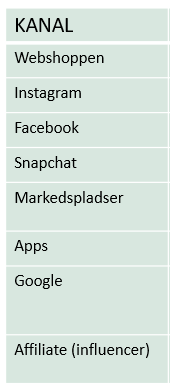 KANAL
Webshoppen
Instagram
Facebook
Snapchat
Markedspladser
Apps
Google
Affiliate (influencer)